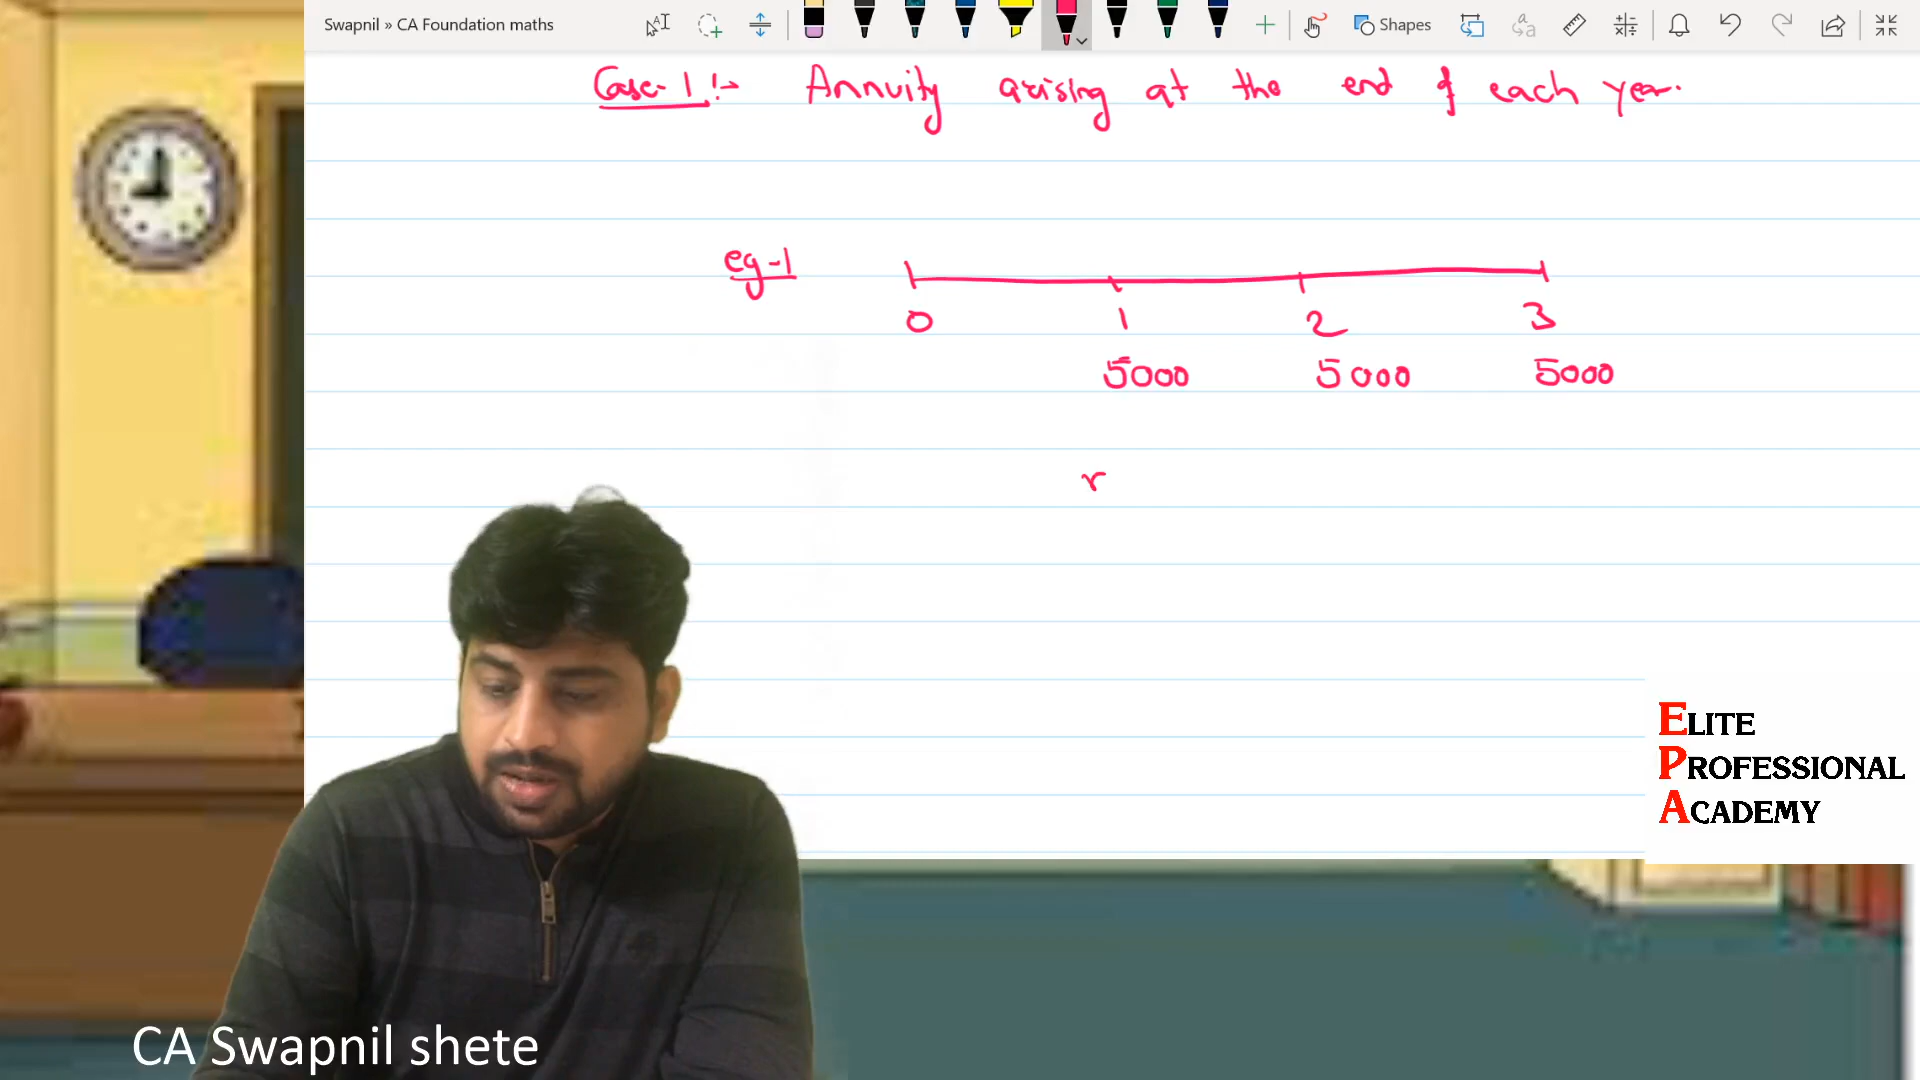 Swapnil » CA Foundation maths
Shapes
Case-1 :- Annuity arising at the end of each year.
eg-1
0 1 2 3
5000 5000 5000
r
ELITE
PROFESSIONAL
ACADEMY
CA Swapnil shete